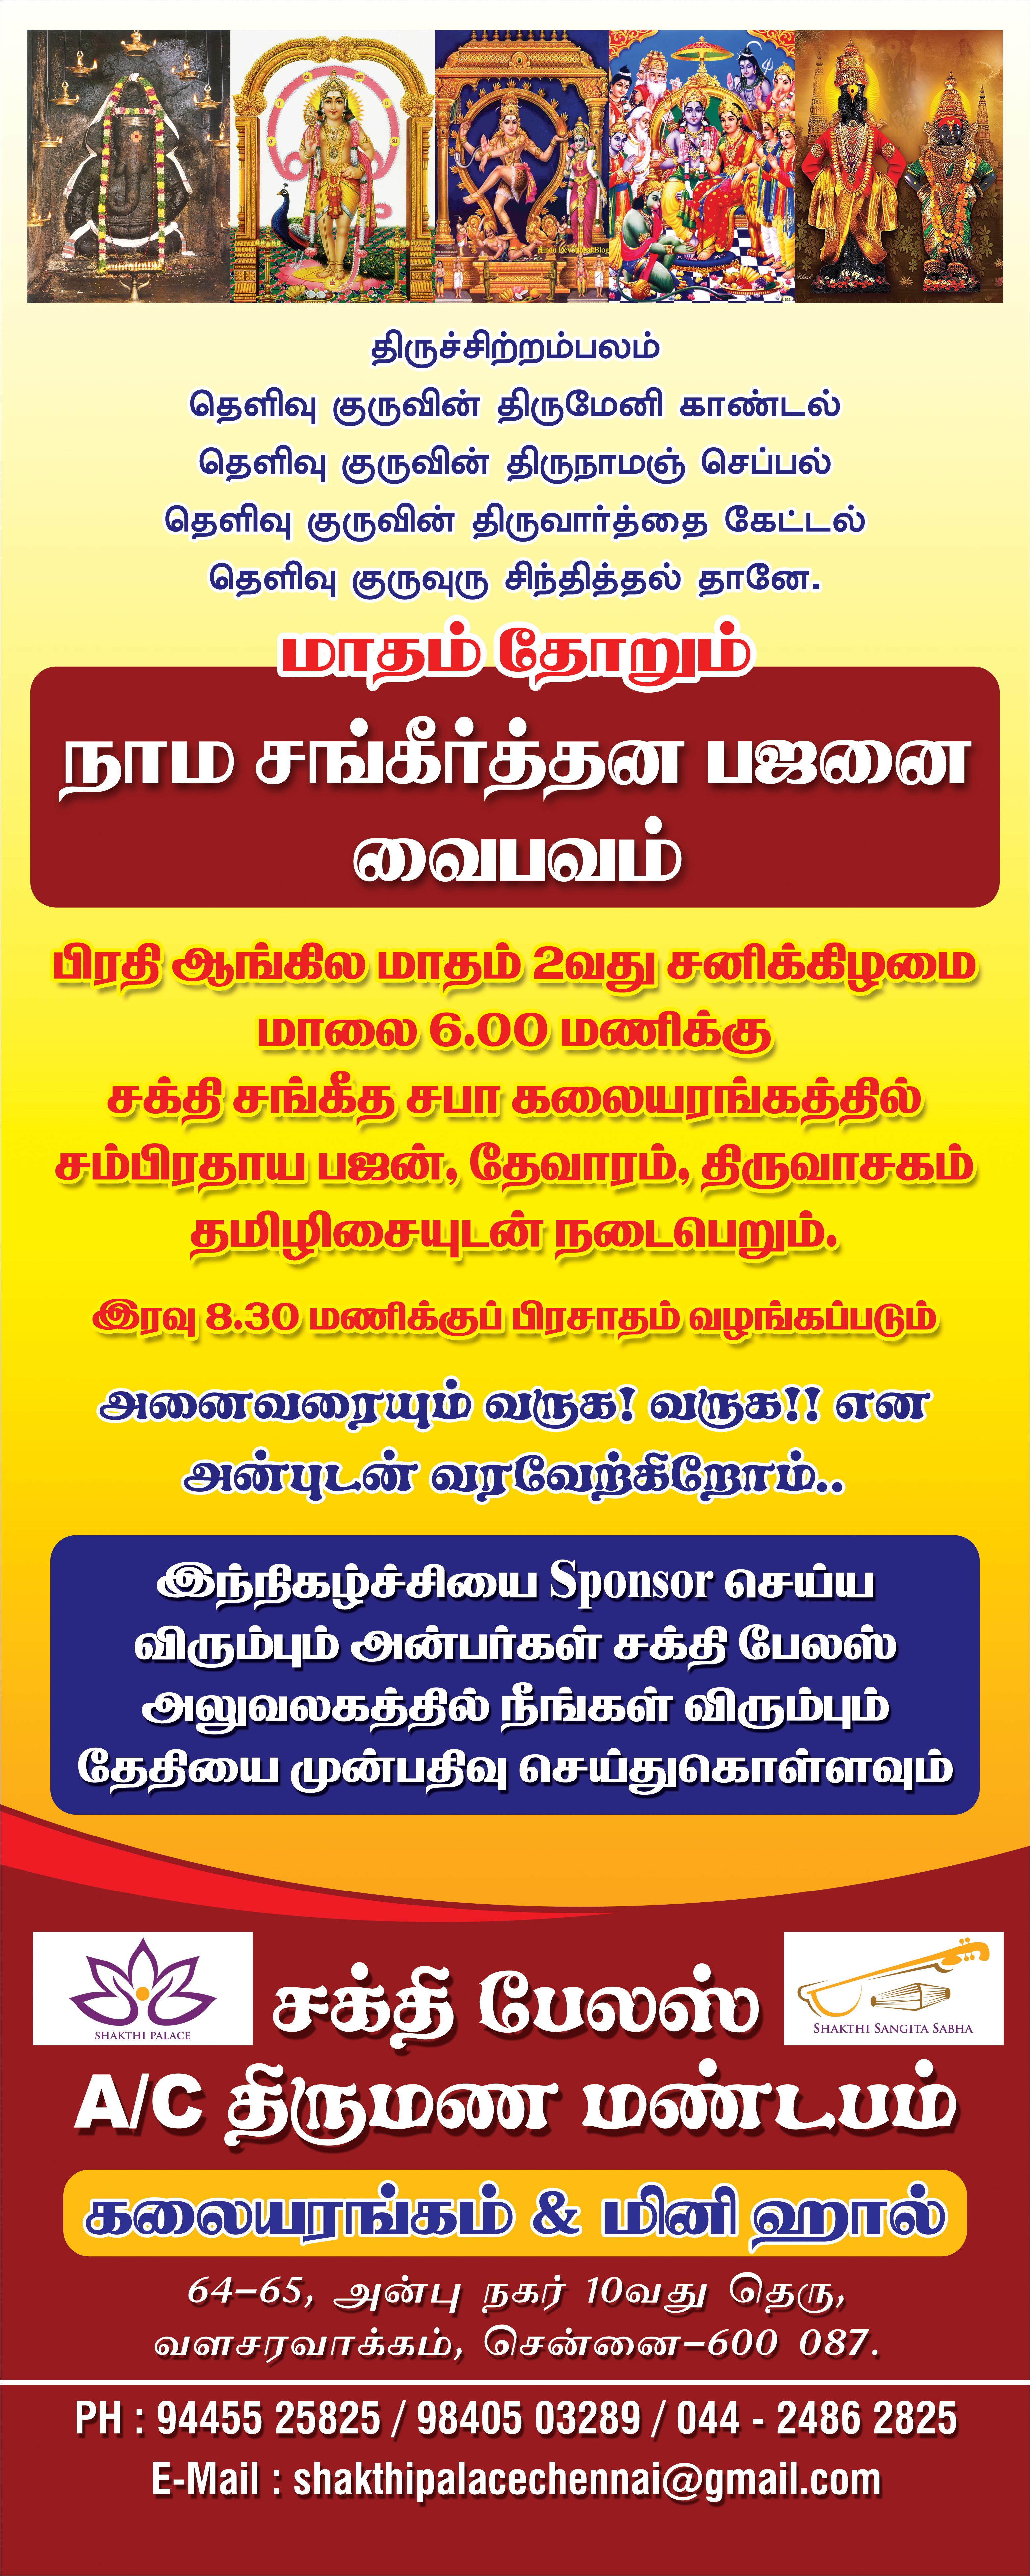 Hindu Devotional Blog
திருச்சிற்றம்பலம்
தெளிவு குருவின் திருமேனி காண்டல்
தெளிவு குருவின் திருநாமஞ் செப்பல்
தெளிவு குருவின் திருவார்த்தை கேட்டல்
தெளிவு குருவுரு சிந்தித்தல் தானே.
மாதம் தோறும்
நாம சங்கீர்த்தன பஜனை
வைபவம்
பிரதி ஆங்கில மாதம் 2வது சனிக்கிழமை
மாலை 6.00 மணிக்கு
சக்தி சங்கீத சபா கலையரங்கத்தில்
சம்பிரதாய பஜன், தேவாரம், திருவாசகம்
தமிழிசையுடன் நடைபெறும்.
இரவு 8.30 மணிக்குப் பிரசாதம் வழங்கப்படும்
அனைவரையும் வருக! வருக!! என
அன்புடன் வரவேற்கிறோம்..
இந்நிகழ்ச்சியை Sponsor செய்ய
விரும்பும் அன்பர்கள் சக்தி பேலஸ்
அலுவலகத்தில் நீங்கள் விரும்பும்
தேதியை முன்பதிவு செய்துகொள்ளவும்
SHAKTHI PALACE
சக்தி பேலஸ்
SHAKTHI SANGITA SABHA
A/C திருமண மண்டபம்
கலையரங்கம் & மினி ஹால்
64-65, அன்பு நகர் 10வது தெரு,
வளசரவாக்கம், சென்னை-600 087.
PH : 94455 25825 / 98405 03289 / 044 - 2486 2825
E-Mail : shakthipalacechennai@gmail.com